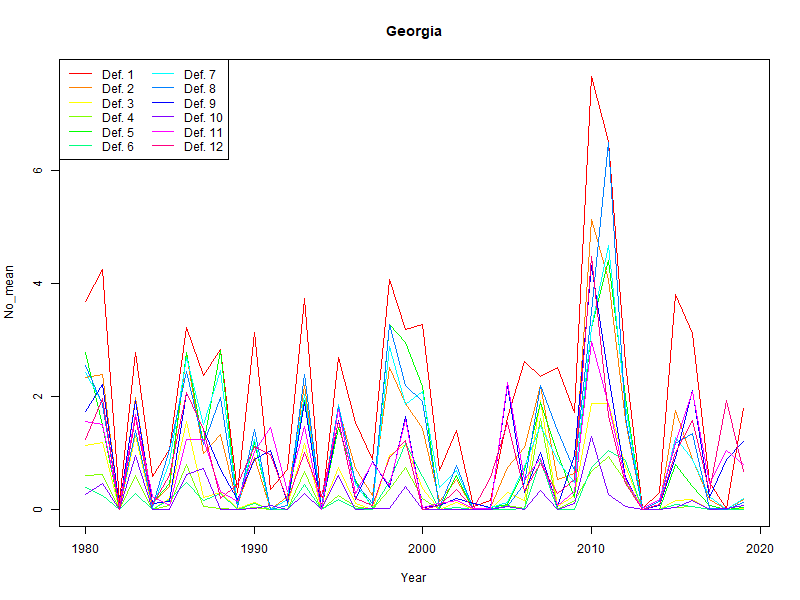 Georgia
Def. 1 Def. 7
Def. 2 Def. 8
Def. 3 Def. 9
Def. 4 Def. 10
Def. 5 Def. 11
Def. 6 Def. 12
No_mean
6
4
2
0
1980 1990 2000 2010 2020
Year